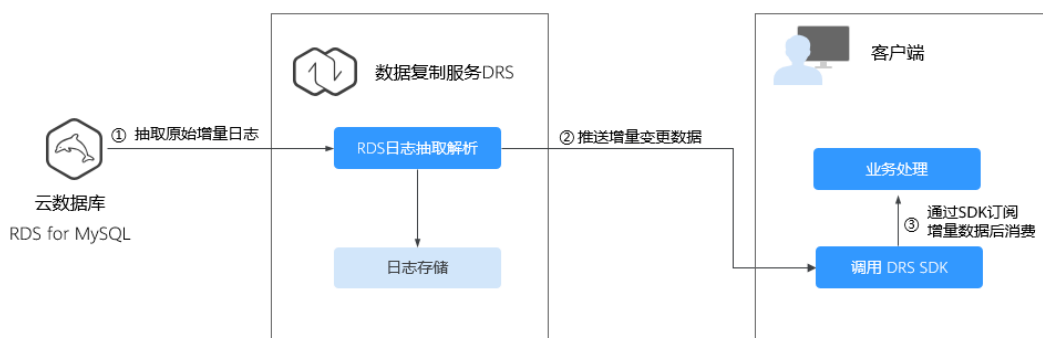 数据复制服务DRS
客户端
① 抽取原始增量日志
RDS日志抽取解析
② 推送增量变更数据
业务处理
云数据库
RDS for MySQL
③ 通过SDK订阅
增量数据后消费
日志存储
调用 DRS SDK